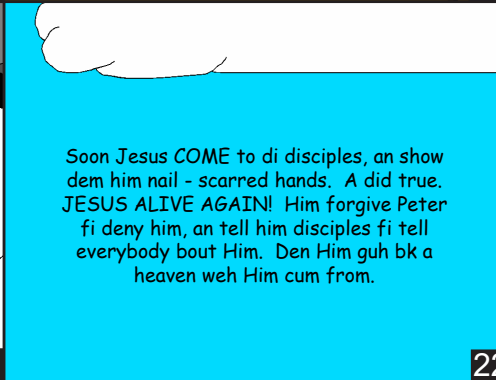 Soon Jesus COME to di disciples, an show
dem him nail - scarred hands.  A did true.
JESUS ALIVE AGAIN!  Him forgive Peter
fi deny him, an tell him disciples fi tell
everybody bout Him.  Den Him guh bk a
heaven weh Him cum from.